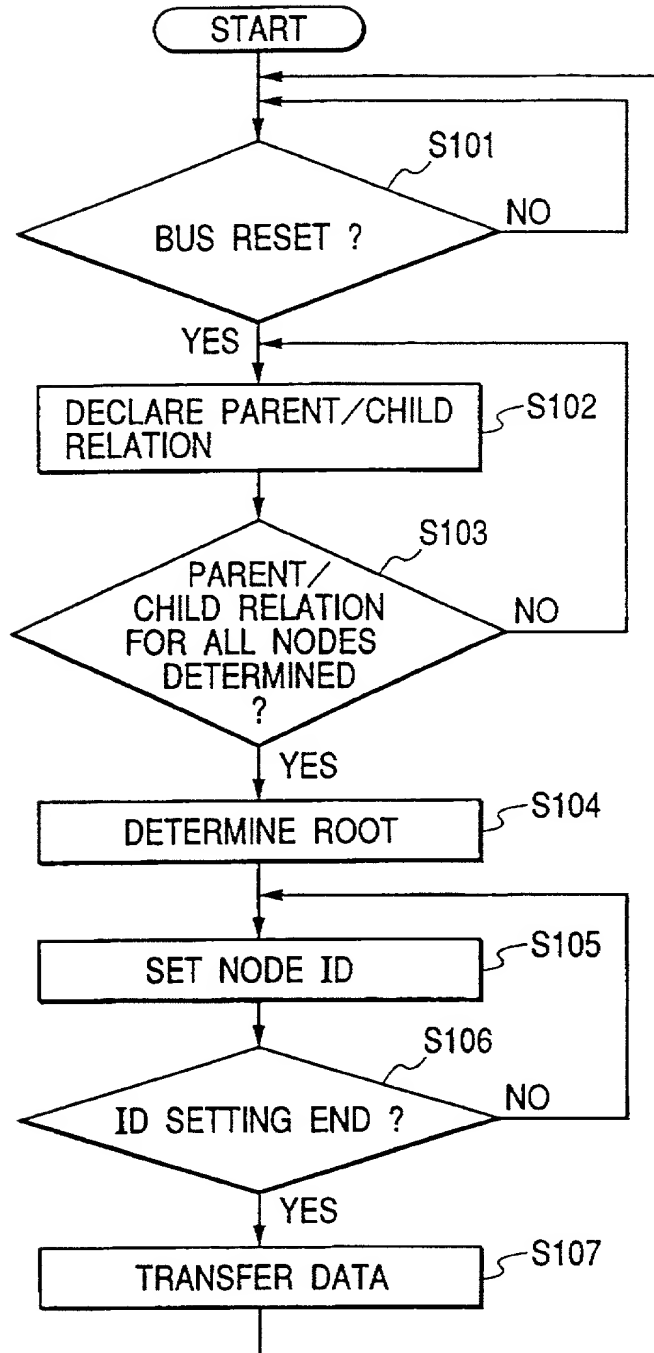 START
S101
BUS RESET ?
NO
YES
DECLARE PARENT/CHILD
RELATION
S102
S103
PARENT/
CHILD RELATION
FOR ALL NODES
DETERMINED
?
NO
YES
DETERMINE ROOT
S104
SET NODE ID
S105
S106
ID SETTING END ?
NO
YES
TRANSFER DATA
S107